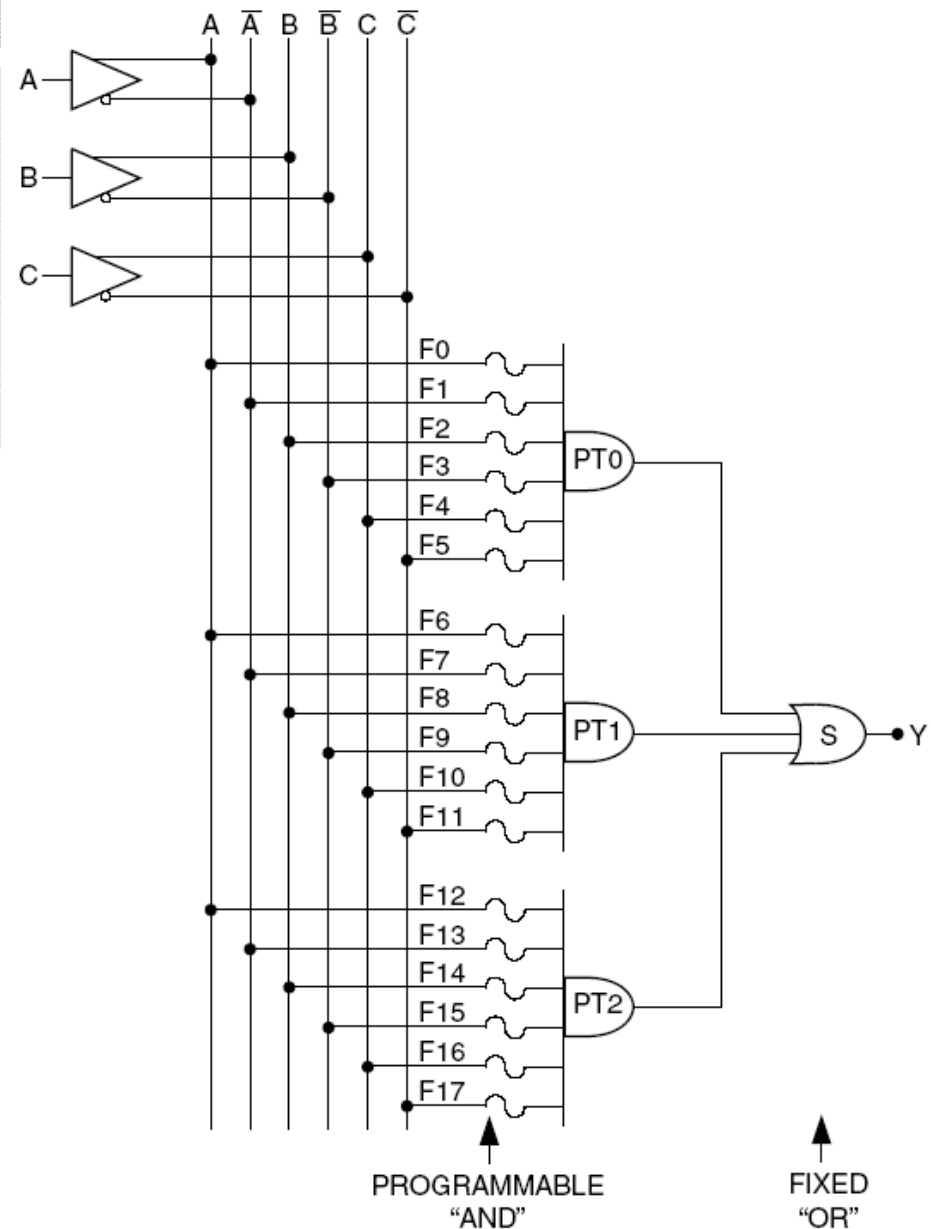 A A̅ B B̅ C C̅
A
B
C
F0
F1
F2
F3
F4
F5
PT0
F6
F7
F8
F9
F10
F11
PT1
S
Y
F12
F13
F14
F15
F16
F17
PT2
PROGRAMMABLE
“AND”
FIXED
“OR”